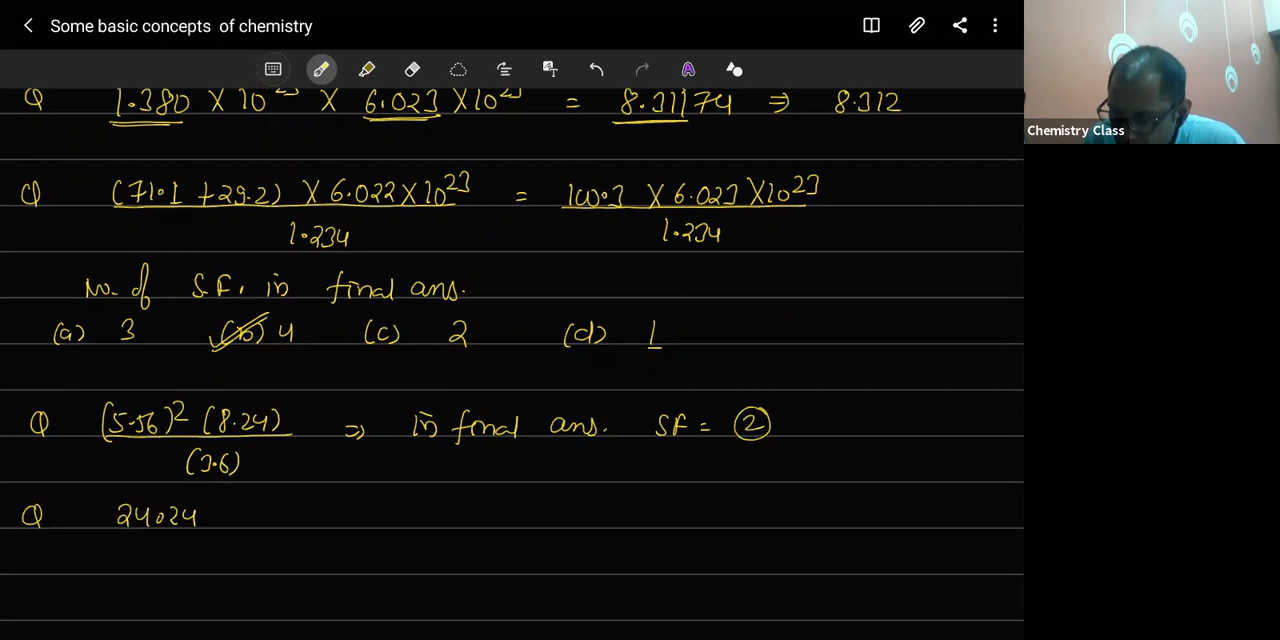 Some basic concepts of chemistry
Chemistry Class
Q 1.380 × 10²³ × 6.023 × 10²³ = 8.31174 ⇒ 8.312
Q (71.1 + 29.2) × 6.022 × 10²³ = 100.3 × 6.023 × 10²³
1.234 1.234
No. of S.F. in final ans.
(a) 3 (b) 4 (c) 2 (d) 1
Q (5.56)² (8.24) ⇒ in final ans. SF = 2
(3.6)
Q 24024